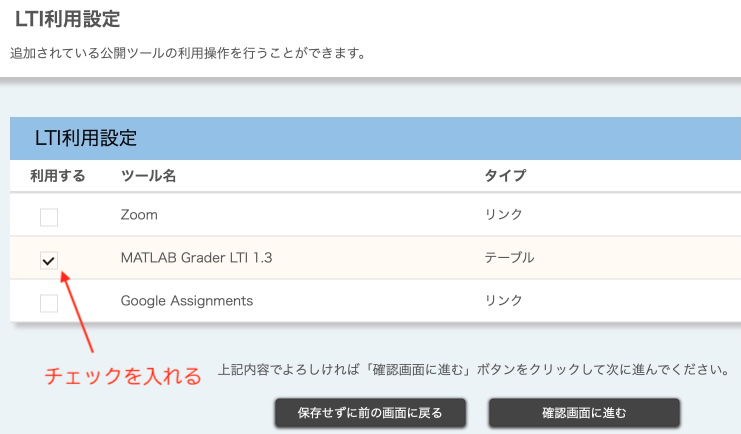 LTI利用設定
追加されている公開ツールの利用操作を行うことができます。
LTI利用設定
利用する ツール名 タイプ
Zoom リンク
MATLAB Grader LTI 1.3 テーブル
Google Assignments リンク
チェックを入れる
上記内容でよろしければ「確認画面に進む」ボタンをクリックして次に進んでください。
保存せずに前の画面に戻る 確認画面に進む